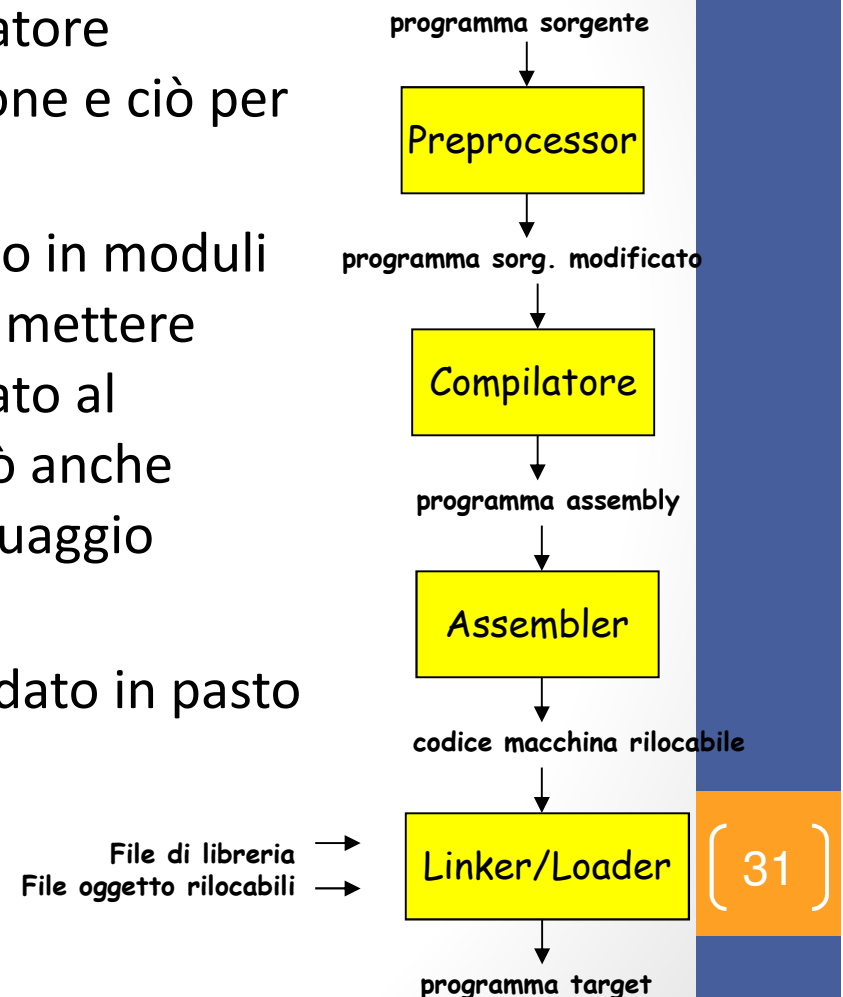 atore
one e ciò per
o in moduli
mettere
ato al
ò anche
uaggio
dato in pasto
programma sorgente
Preprocessor
programma sorg. modificato
Compilatore
programma assembly
Assembler
codice macchina rilocabile
File di libreria
File oggetto rilocabili
Linker/Loader
31
programma target